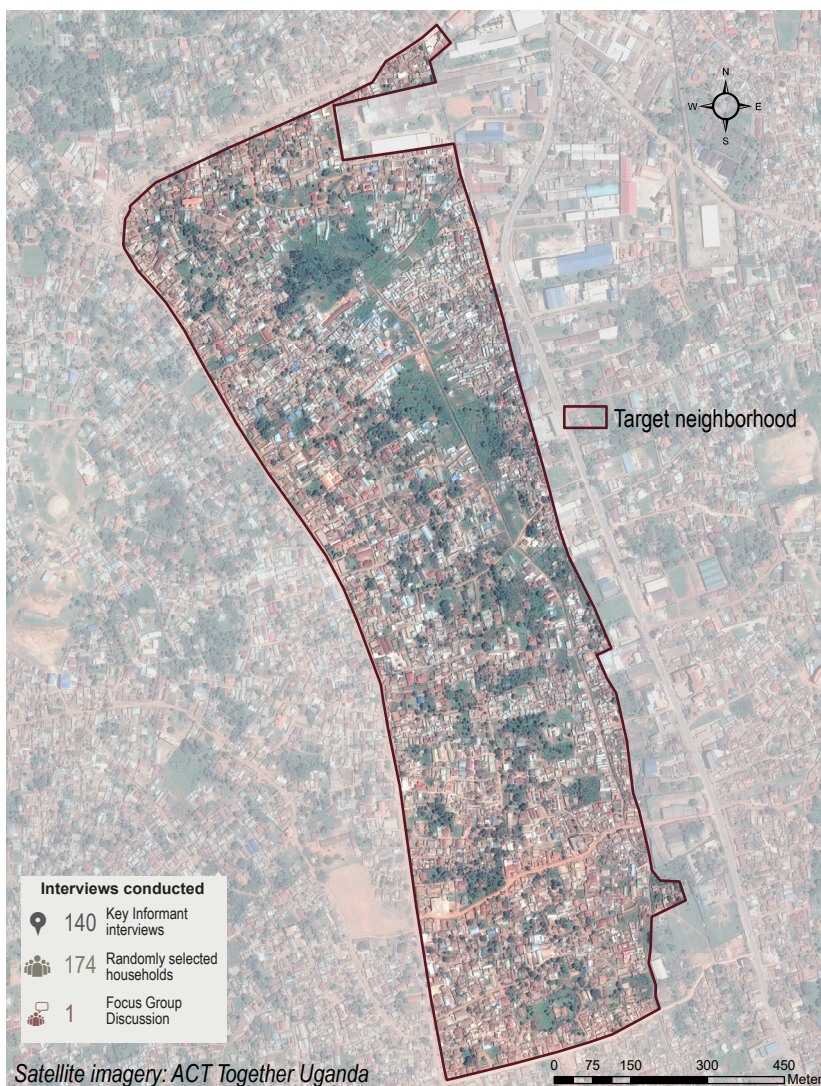 N
W E
S
Target neighborhood
Interviews conducted
140 Key Informant
interviews
174 Randomly selected
households
1 Focus Group
Discussion
Satellite imagery: ACT Together Uganda
0 75 150 300 450
Meter